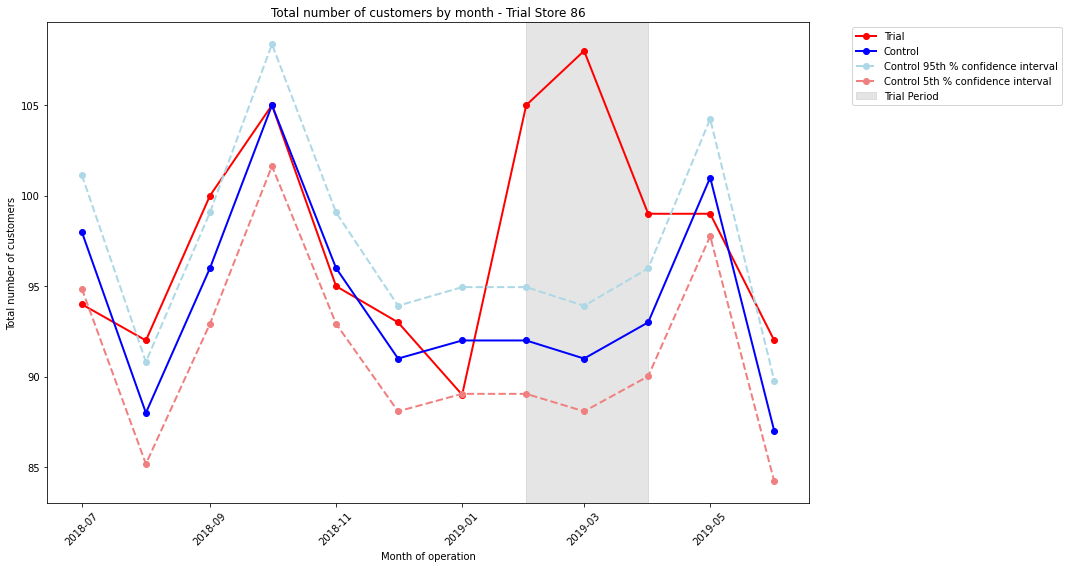 Total number of customers by month - Trial Store 86
Total number of customers
105
100
95
90
85
2018-07
2018-09
2018-11
2019-01
2019-03
2019-05
Month of operation
Trial
Control
Control 95th % confidence interval
Control 5th % confidence interval
Trial Period